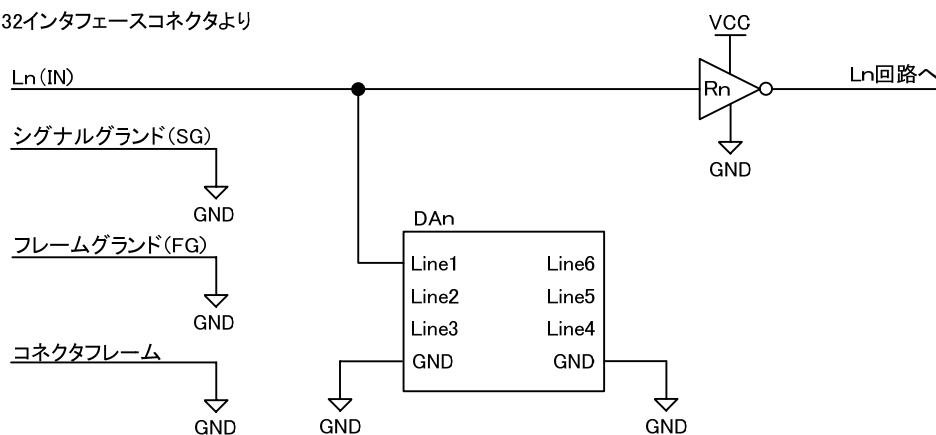 32インタフェースコネクタより
VCC
Ln(IN)
Rn
Ln回路へ
シグナルグランド(SG)
GND
GND
DAn
フレームグランド(FG)
Line1
Line6
Line2
Line5
GND
Line3
Line4
コネクタフレーム
GND
GND
GND
GND
GND